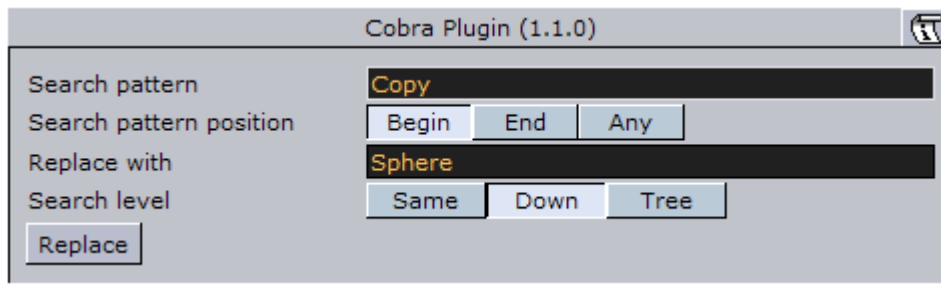 Cobra Plugin (1.1.0)
Search pattern Copy
Search pattern position Begin End Any
Replace with Sphere
Search level Same Down Tree
Replace